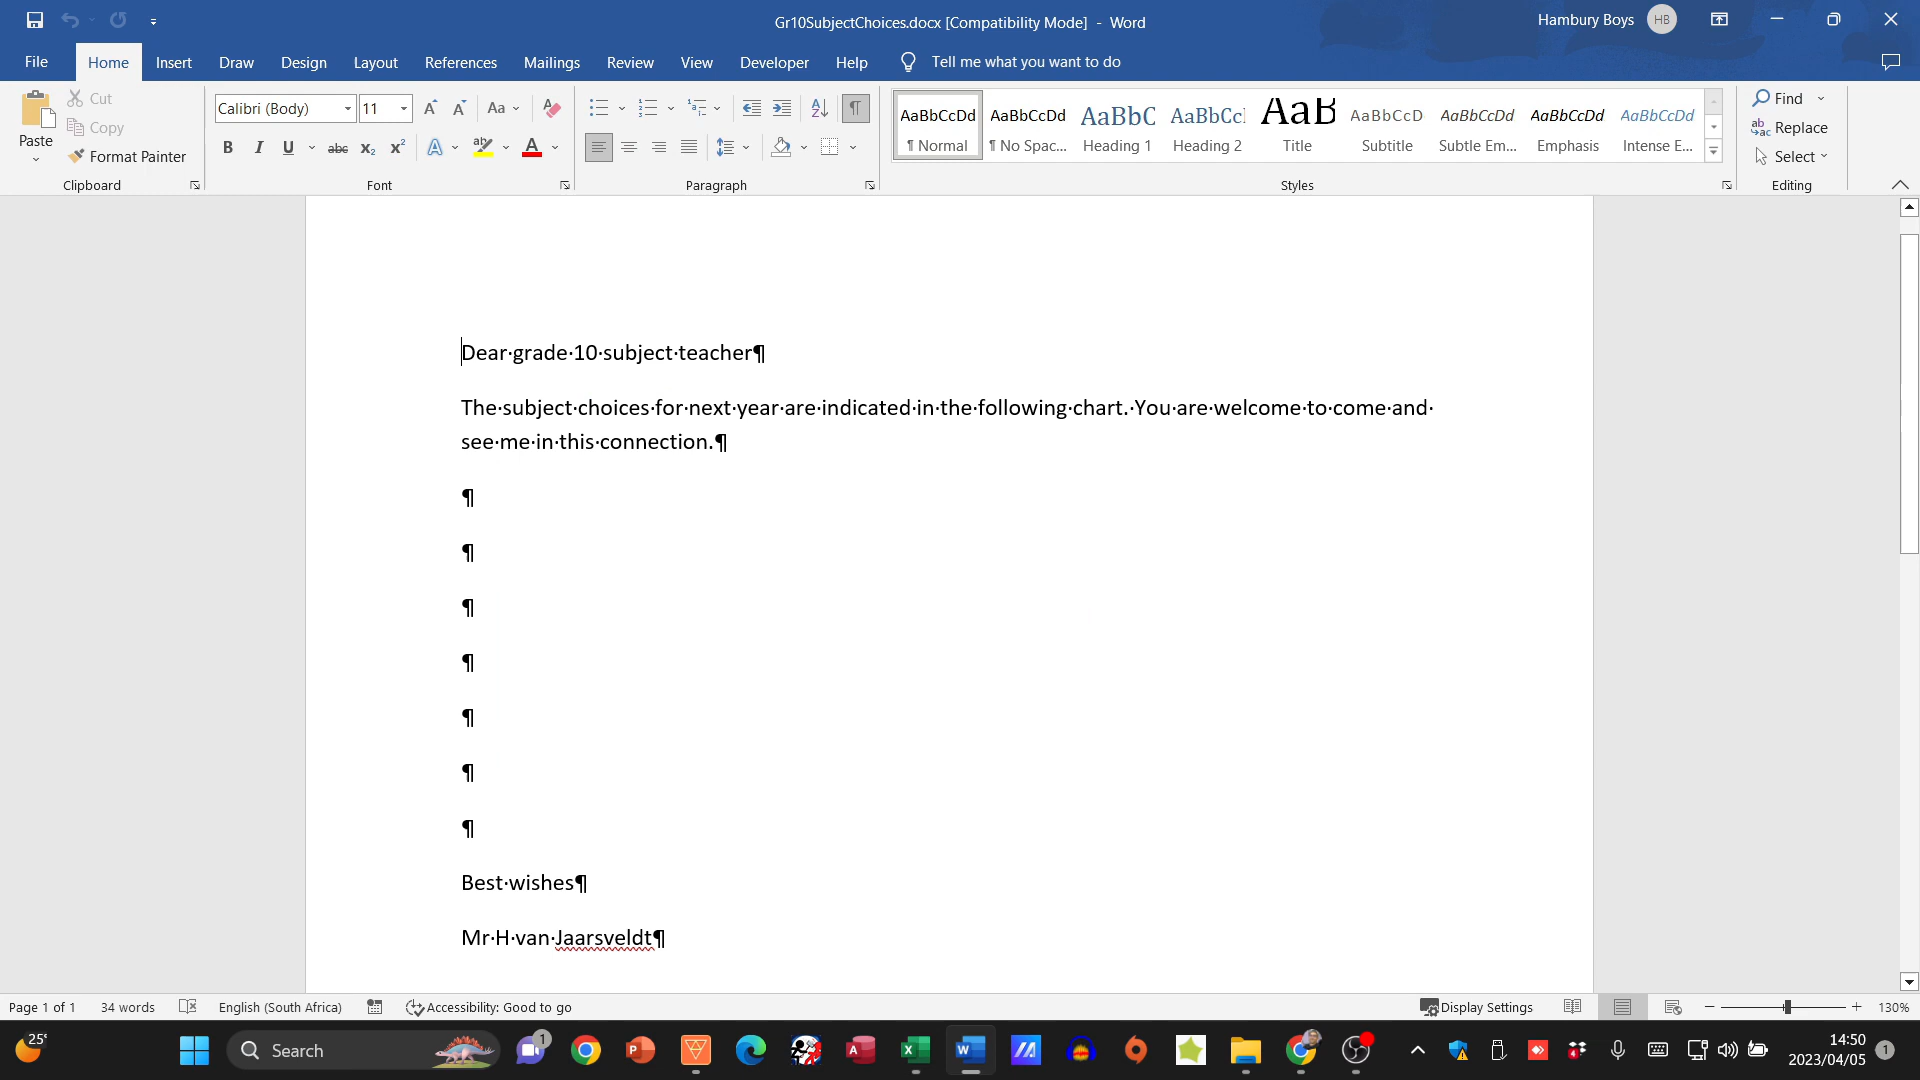 Gr10SubjectChoices.docx [Compatibility Mode] - Word
Hambury Boys HB
File Home Insert Draw Design Layout References Mailings Review View Developer Help Tell me what you want to do
Paste
Cut
Copy
Format Painter
Clipboard
Calibri (Body) 11
Font
Paragraph
AaBbCcDd AaBbCcDd AaBbC AaBbCc AaB AaBbCcD AaBbCcDd AaBbCcDd AaBbCcDd
¶ Normal ¶ No Spac... Heading 1 Heading 2 Title Subtitle Subtle Em... Emphasis Intense E...
Styles
Find
Replace
Select
Editing
Dear·grade·10·subject·teacher¶
The·subject·choices·for·next·year·are·indicated·in·the·following·chart.·You·are·welcome·to·come·and·
see·me·in·this·connection.¶
¶
¶
¶
¶
¶
¶
¶
Best·wishes¶
Mr·H·van·Jaarsveldt¶
Page 1 of 1 34 words English (South Africa) Accessibility: Good to go Display Settings 130%
25°
Search
14:50
2023/04/05